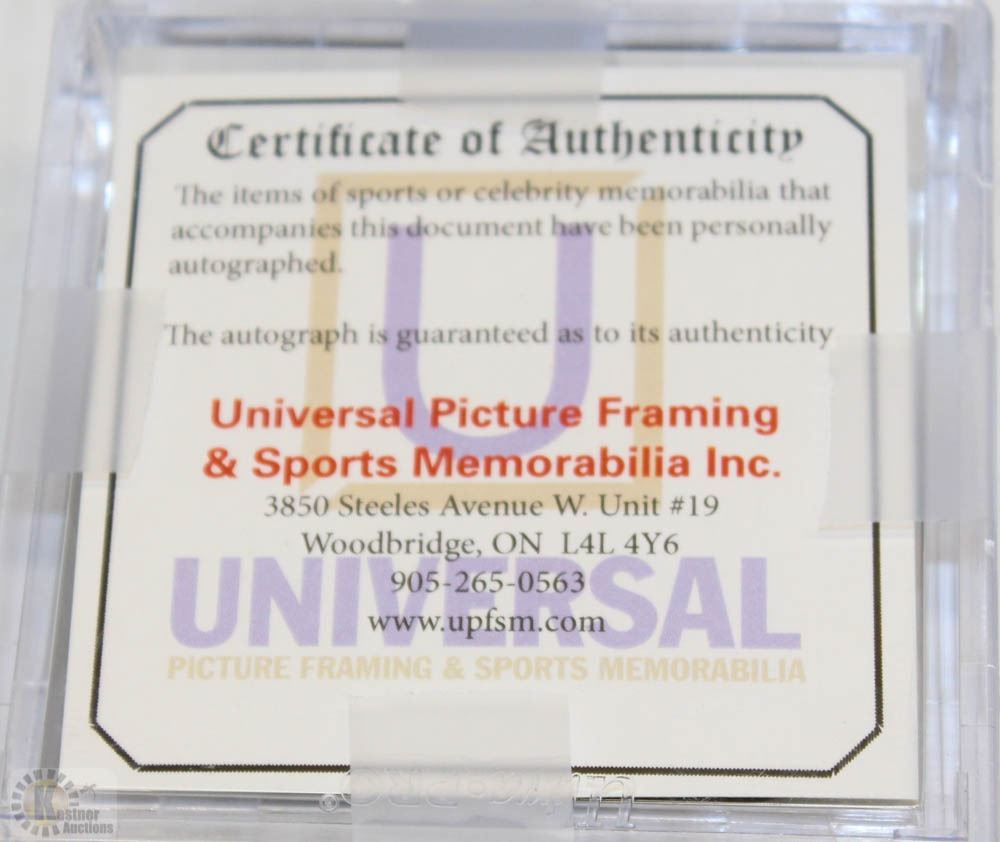 Certificate of Authenticity
The items of sports or celebrity memorabilia that
accompanies this document have been personally
autographed.
The autograph is guaranteed as to its authenticity
U
Universal Picture Framing
& Sports Memorabilia Inc.
3850 Steeles Avenue W. Unit #19
Woodbridge, ON L4L 4Y6
905-265-0563
www.upfsm.com
UNIVERSAL
PICTURE FRAMING & SPORTS MEMORABILIA
Kastner
Auctions